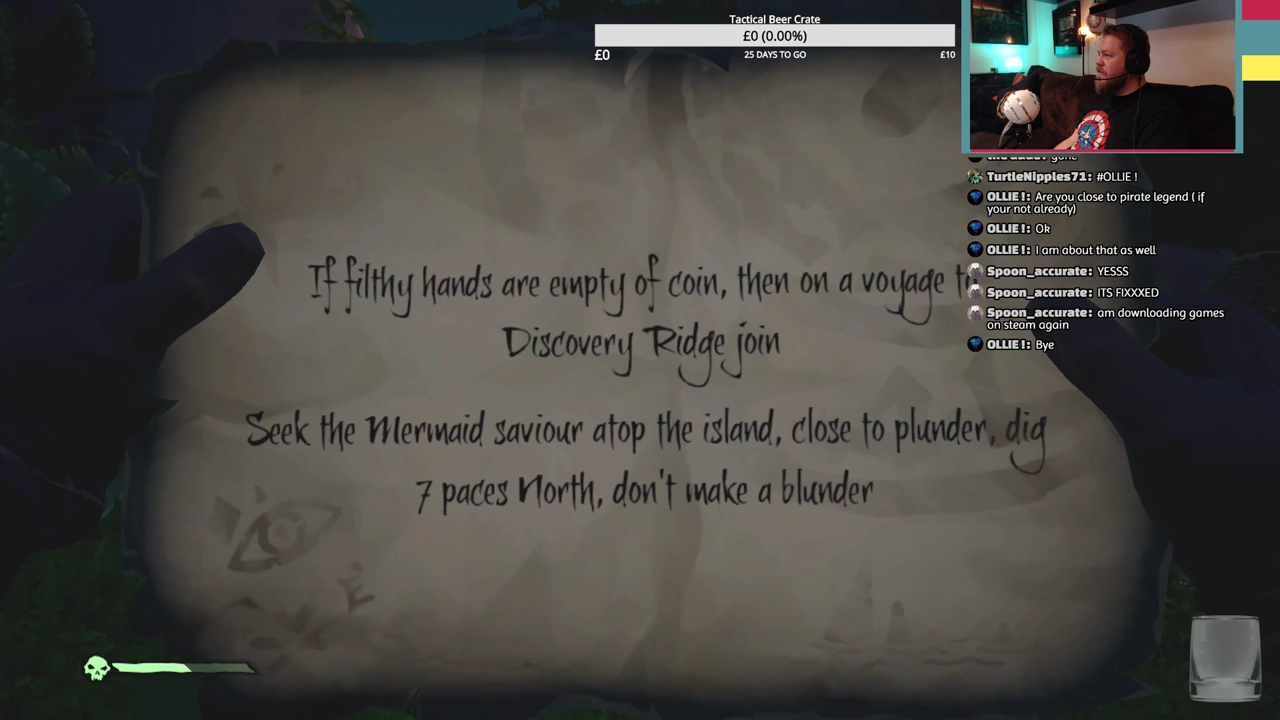 Tactical Beer Crate
£0 (0.00%)
£0
25 DAYS TO GO
£10
gone
TurtleNipples71: #OLLIE !
OLLIE!: Are you close to pirate legend ( if
your not already)
OLLIE!: Ok
OLLIE!: I am about that as well
Spoon_accurate: YESSS
Spoon_accurate: ITS FIXXXED
Spoon_accurate: am downloading games
on steam again
OLLIE!: Bye
If filthy hands are empty of coin, then on a voyage to
Discovery Ridge join
Seek the Mermaid saviour atop the island, close to plunder, dig
7 paces North, don't make a blunder